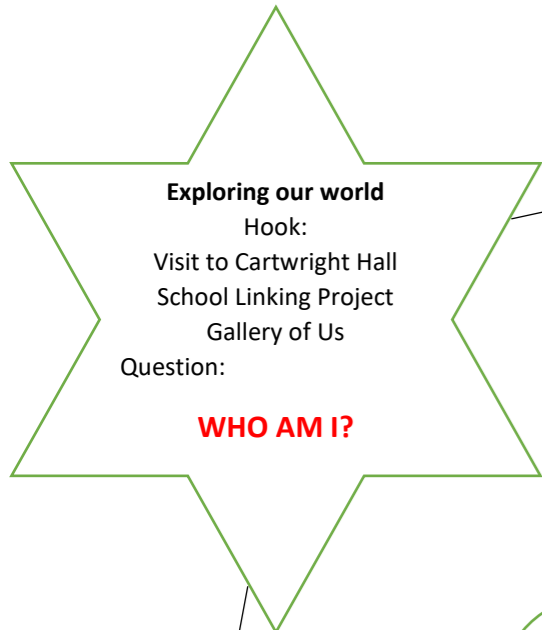 Exploring our world
Hook:
Visit to Cartwright Hall
School Linking Project
Gallery of Us
Question:
WHO AM I?